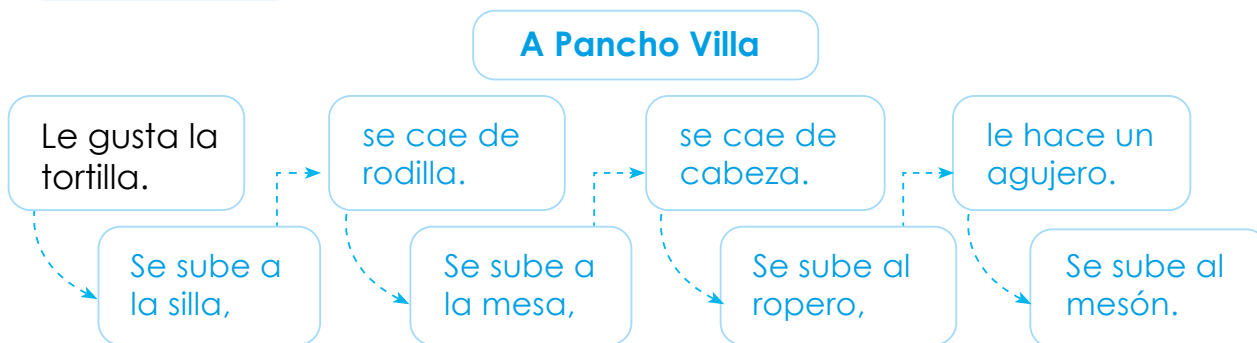 A Pancho Villa
Le gusta la
tortilla.
Se sube a
la silla,
se cae de
rodilla.
Se sube a
la mesa,
se cae de
cabeza.
Se sube al
ropero,
le hace un
agujero.
Se sube al
mesón.